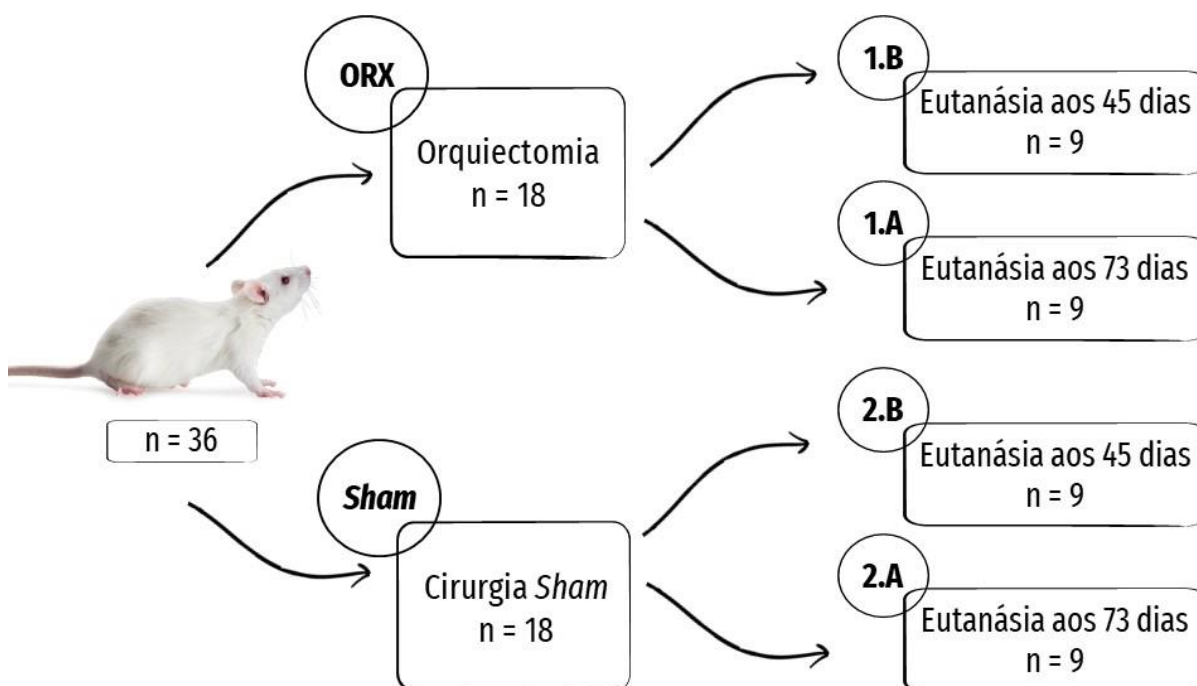 ORX
Orquiectomia
n = 18
1.B
Eutanásia aos 45 dias
n = 9
1.A
Eutanásia aos 73 dias
n = 9
n = 36
Sham
Cirurgia Sham
n = 18
2.B
Eutanásia aos 45 dias
n = 9
2.A
Eutanásia aos 73 dias
n = 9